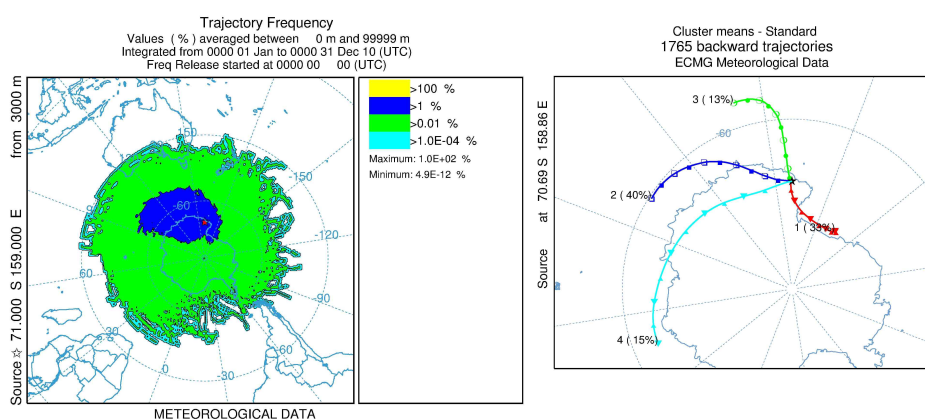 Trajectory Frequency
Values ( % ) averaged between 0 m and 99999 m
Integrated from 0000 01 Jan to 0000 31 Dec 10 (UTC)
Freq Release started at 0000 00 00 (UTC)
Source ☆ 71.000 S 159.000 E from 3000 m
150
-150
-60
-120
-90
60
30
0
-30
-60
>100 %
>1 %
>0.01 %
>1.0E-04 %
Maximum: 1.0E+02 %
Minimum: 4.9E-12 %
METEOROLOGICAL DATA
Cluster means - Standard
1765 backward trajectories
ECMG Meteorological Data
Source at 70.69 S 158.86 E
3 ( 13%)
-60
2 ( 40%)
1 ( 33%)
4 ( 15%)